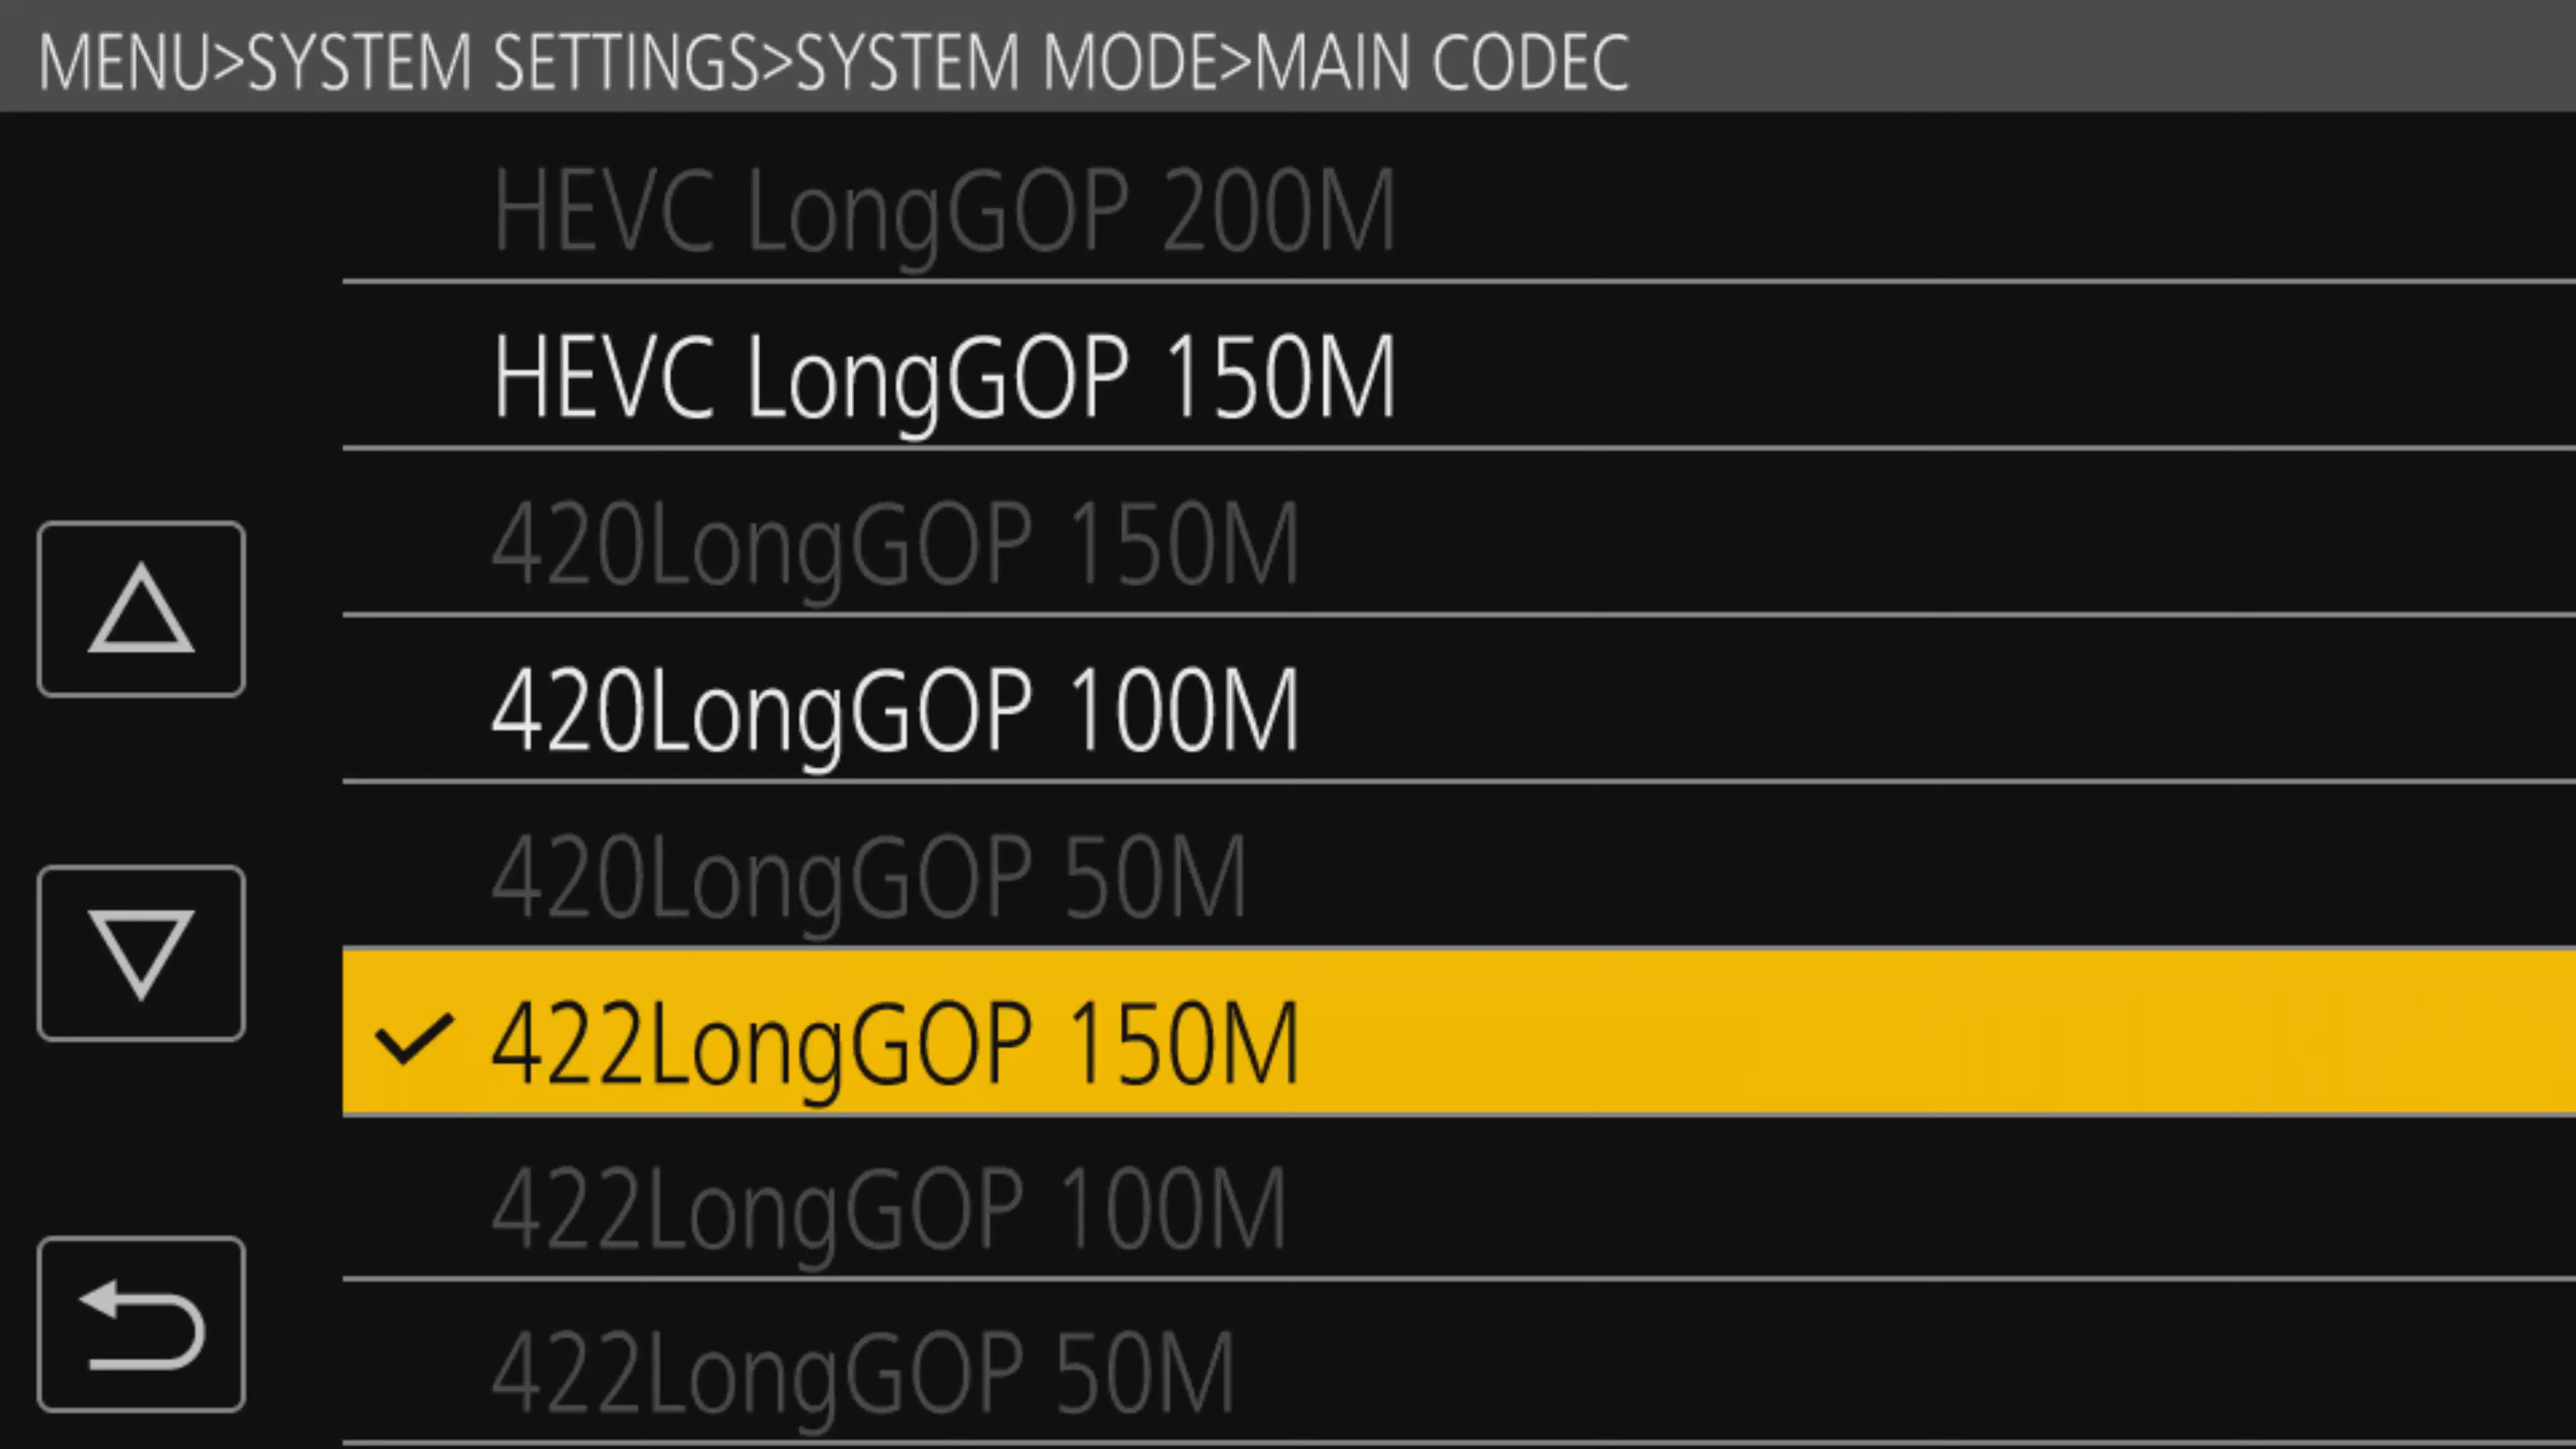 MENU>SYSTEM SETTINGS>SYSTEM MODE>MAIN CODEC
HEVC LongGOP 200M
HEVC LongGOP 150M
420LongGOP 150M
420LongGOP 100M
420LongGOP 50M
422LongGOP 150M
422LongGOP 100M
422LongGOP 50M